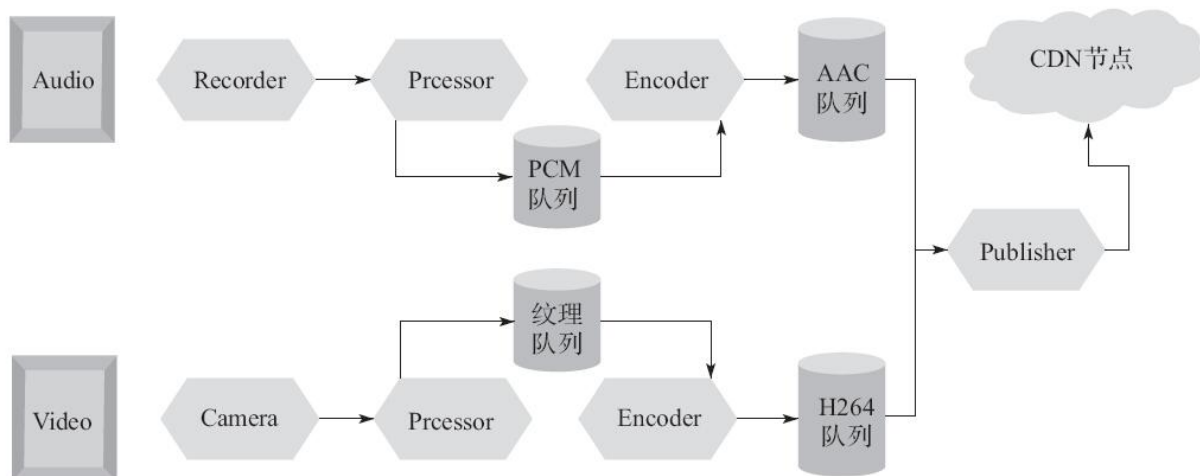 Audio
Recorder
Prcessor
Encoder
AAC
队列
CDN节点
PCM
队列
Publisher
纹理
队列
Video
Camera
Prcessor
Encoder
H264
队列